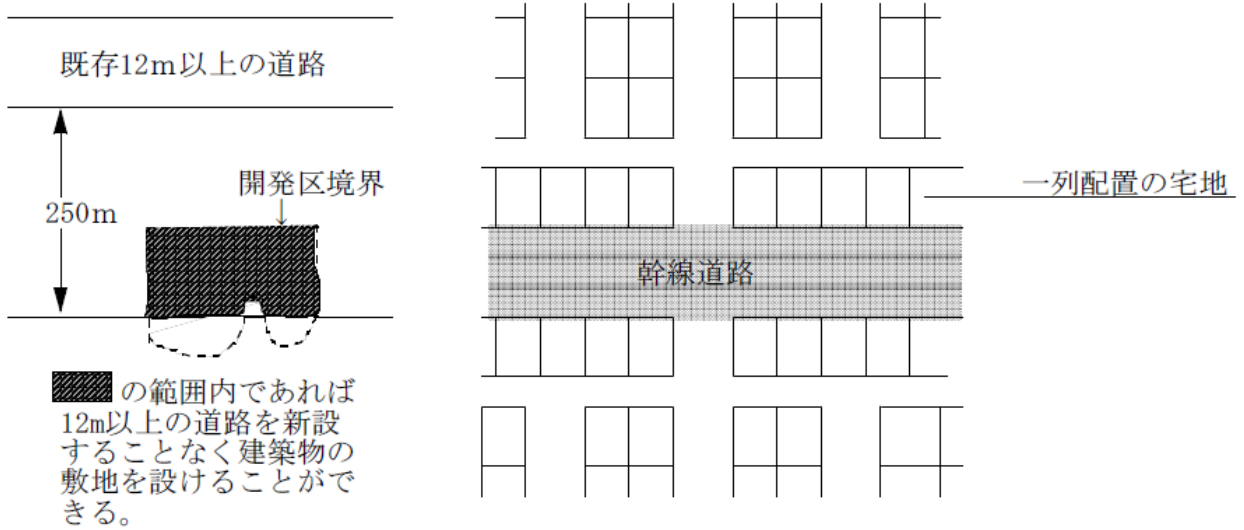 既存12m以上の道路
開発区境界
↓
250m
の範囲内であれば
12m以上の道路を新設
することなく建築物の
敷地を設けることがで
きる。
一列配置の宅地
幹線道路